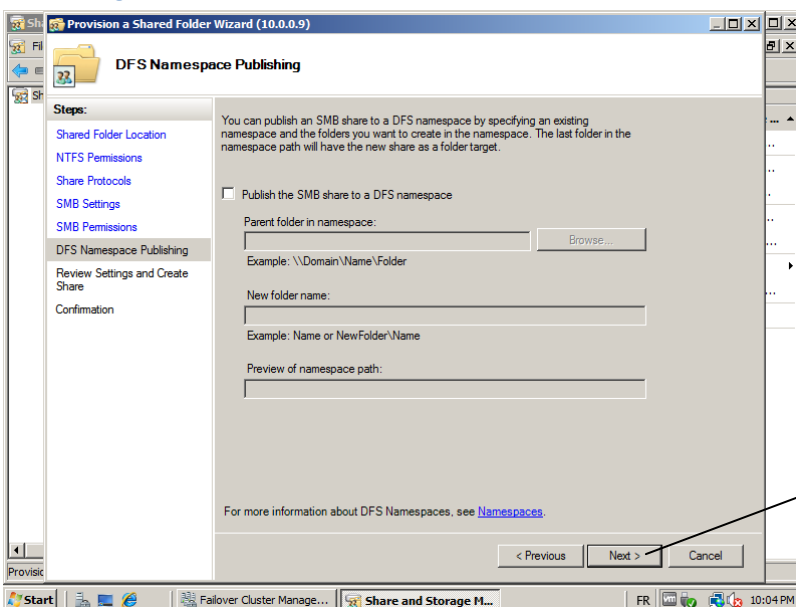 Sh
Provision a Shared Folder Wizard (10.0.0.9)
Fil
DFS Namespace Publishing
Sh
Steps:
Shared Folder Location
NTFS Permissions
Share Protocols
SMB Settings
SMB Permissions
DFS Namespace Publishing
Review Settings and Create
Share
Confirmation
You can publish an SMB share to a DFS namespace by specifying an existing
namespace and the folders you want to create in the namespace. The last folder in the
namespace path will have the new share as a folder target.
Publish the SMB share to a DFS namespace
Parent folder in namespace:
Browse...
Example: \\Domain\Name\Folder
New folder name:
Example: Name or NewFolder\Name
Preview of namespace path:
For more information about DFS Namespaces, see Namespaces.
< Previous
Next >
Cancel
Provisic
Start
Failover Cluster Manage...
Share and Storage M...
FR
10:04 PM